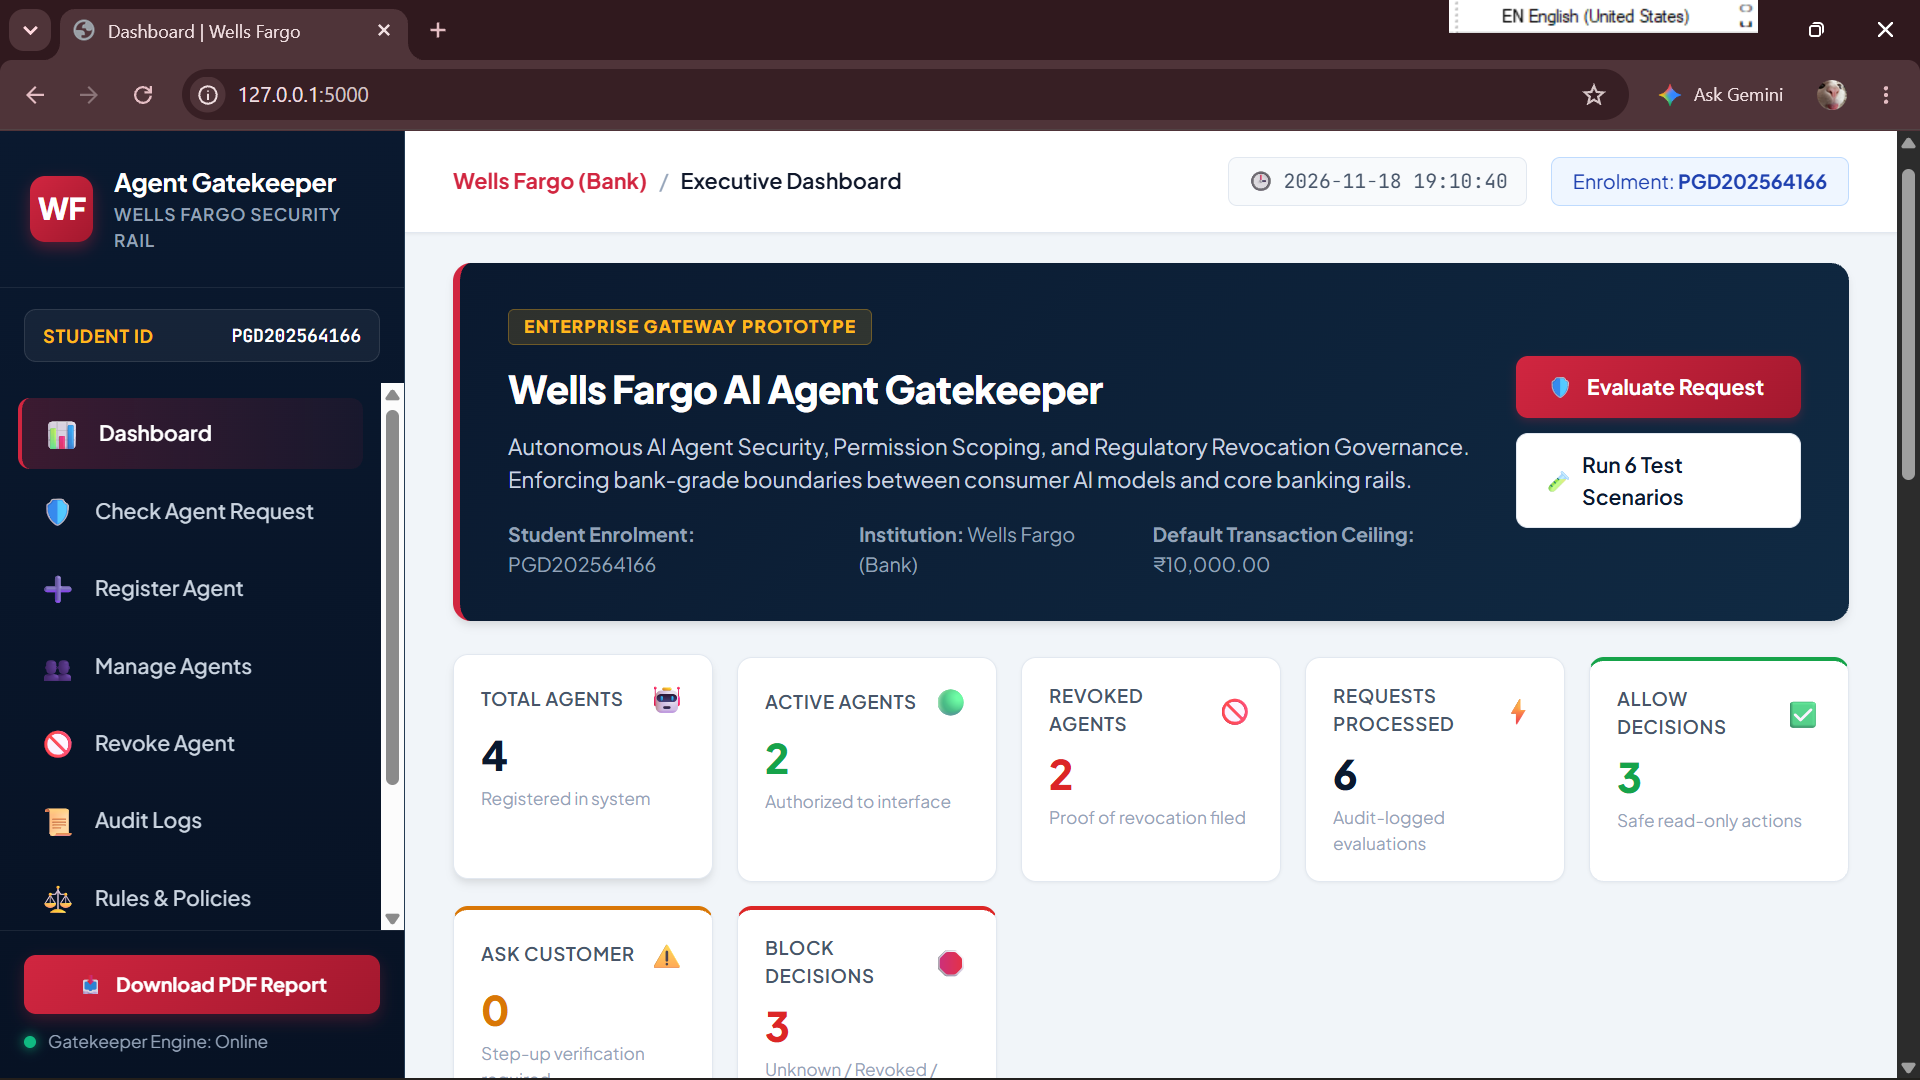 Dashboard | Wells Fargo
EN English (United States)
127.0.0.1:5000
Ask Gemini
WF
Agent Gatekeeper
WELLS FARGO SECURITY
RAIL
STUDENT ID PGD202564166
Dashboard
Check Agent Request
Register Agent
Manage Agents
Revoke Agent
Audit Logs
Rules & Policies
Download PDF Report
Gatekeeper Engine: Online
Wells Fargo (Bank) / Executive Dashboard
2026-11-18 19:10:40
Enrolment: PGD202564166
ENTERPRISE GATEWAY PROTOTYPE
Wells Fargo AI Agent Gatekeeper
Autonomous AI Agent Security, Permission Scoping, and Regulatory Revocation Governance.
Enforcing bank-grade boundaries between consumer AI models and core banking rails.
Student Enrolment:
PGD202564166
Institution: Wells Fargo
(Bank)
Default Transaction Ceiling:
₹10,000.00
Evaluate Request
Run 6 Test
Scenarios
TOTAL AGENTS
4
Registered in system
ACTIVE AGENTS
2
Authorized to interface
REVOKED
AGENTS
2
Proof of revocation filed
REQUESTS
PROCESSED
6
Audit-logged
evaluations
ALLOW
DECISIONS
3
Safe read-only actions
ASK CUSTOMER
0
Step-up verification
BLOCK
DECISIONS
3
Unknown / Revoked /